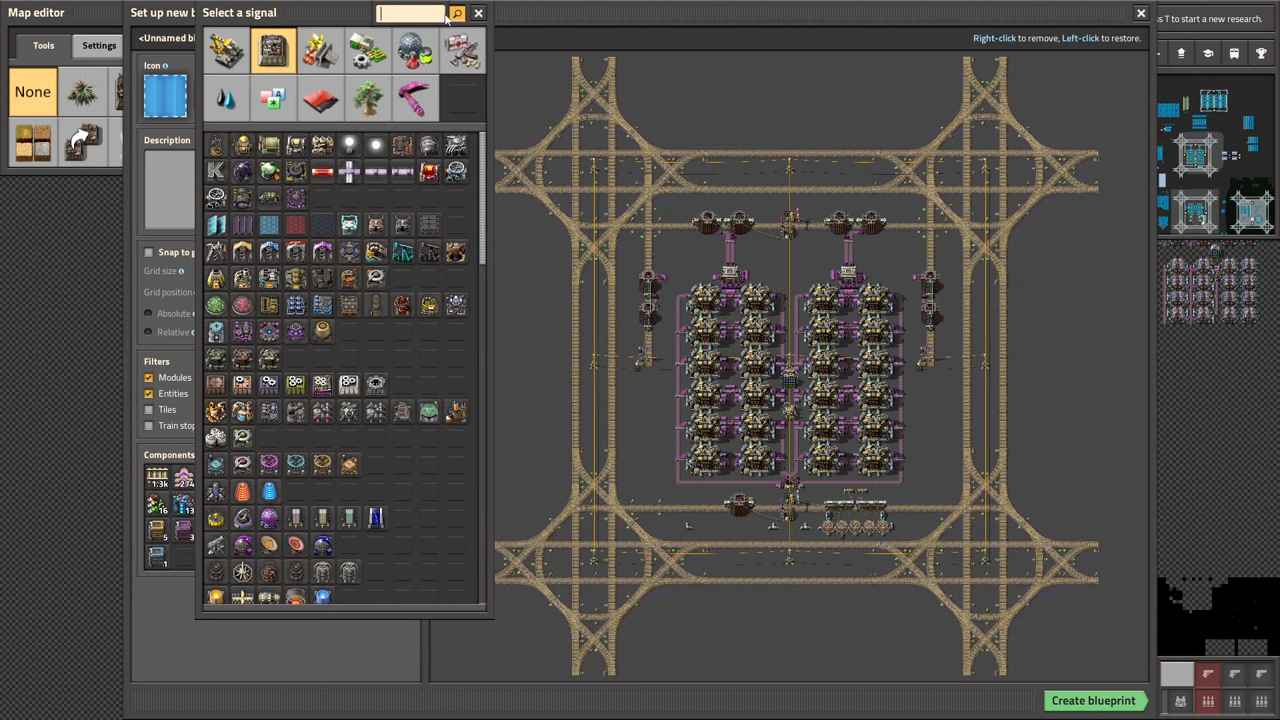 Map editor
Set up new b
Select a signal
s T to start a new research.
Tools
Settings
<Unnamed bl
Right-click to remove, Left-click to restore.
Icon
None
Description
Snap to g
Grid size
Grid position
Absolute
Relative
Filters
Modules
Entities
Tiles
Train stop
Components
1.3k
274
16
13
5
3
1
Create blueprint